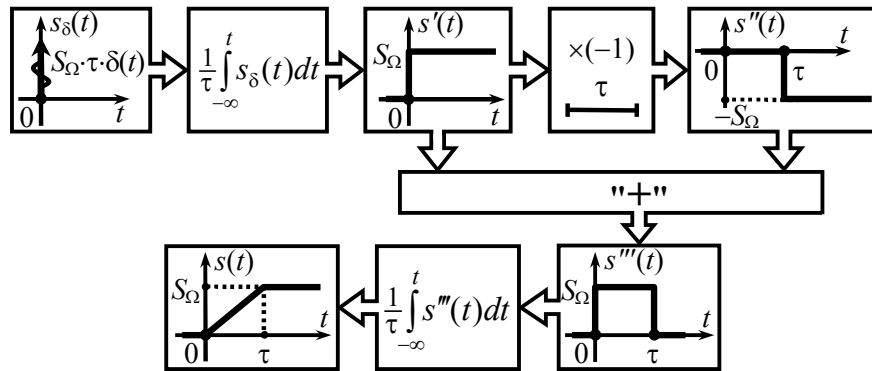 s_δ(t)
S_Ω·τ·δ(t)
0
t
1/τ ∫_{-∞}^{t} s_δ(t)dt
s′(t)
S_Ω
0
t
×(−1)
τ
s″(t)
t
0
τ
−S_Ω
"+"
s(t)
S_Ω
0
τ
t
1/τ ∫_{-∞}^{t} s‴(t)dt
s‴(t)
S_Ω
t
0
τ